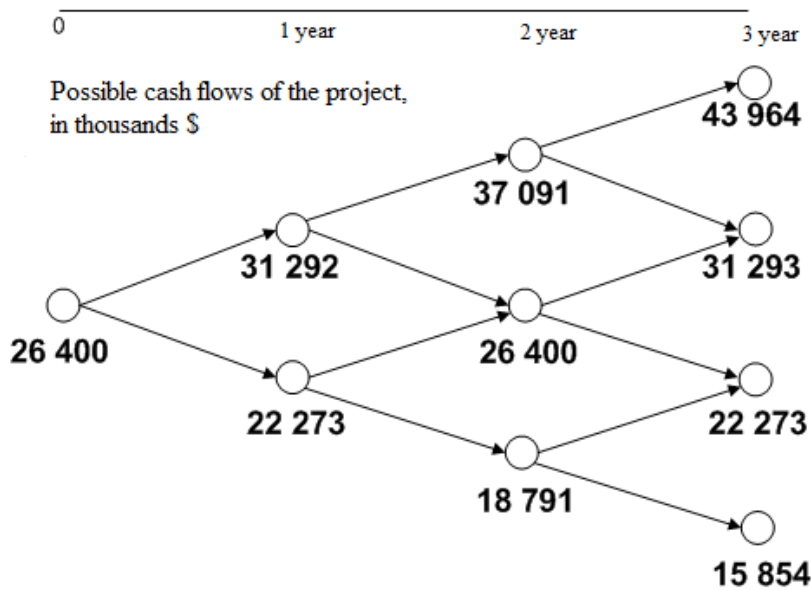 0
1 year
2 year
3 year
Possible cash flows of the project,
in thousands $
43 964
37 091
31 292
31 293
26 400
26 400
22 273
22 273
18 791
15 854